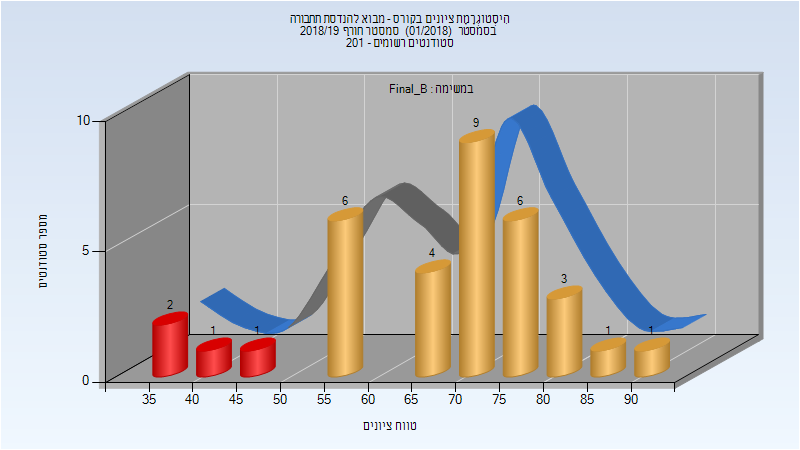 היסטוגרמת ציונים בקורס - מבוא להנדסת תחבורה
בסמסטר (01/2018) סמסטר חורף 2018/19
סטודנטים רשומים - 201
במשימה : Final_B
מספר סטודנטים
10
5
0
2
1
1
6
4
9
6
3
1
1
35 40 45 50 55 60 65 70 75 80 85 90
טווח ציונים